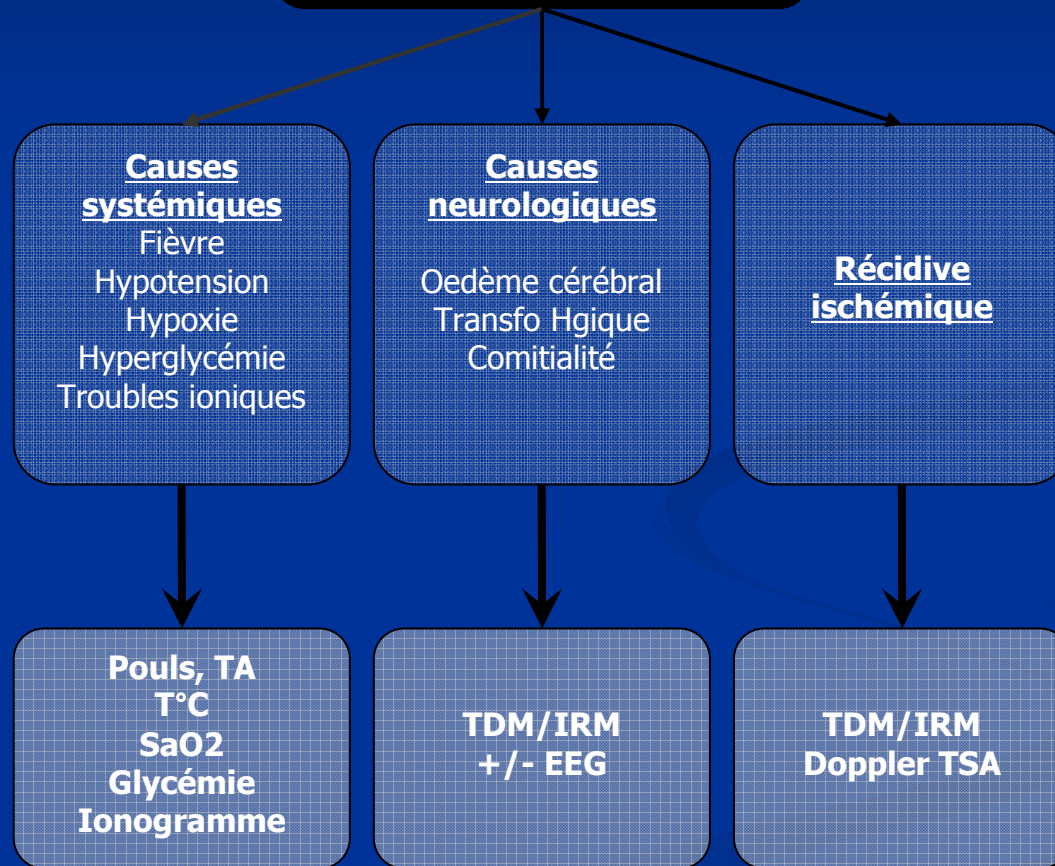 Causes
systémiques
Fièvre
Hypotension
Hypoxie
Hyperglycémie
Troubles ioniques
Causes
neurologiques
Oedème cérébral
Transfo Hgique
Comitialité
Récidive
ischémique
Pouls, TA
T°C
SaO2
Glycémie
Ionogramme
TDM/IRM
+/- EEG
TDM/IRM
Doppler TSA